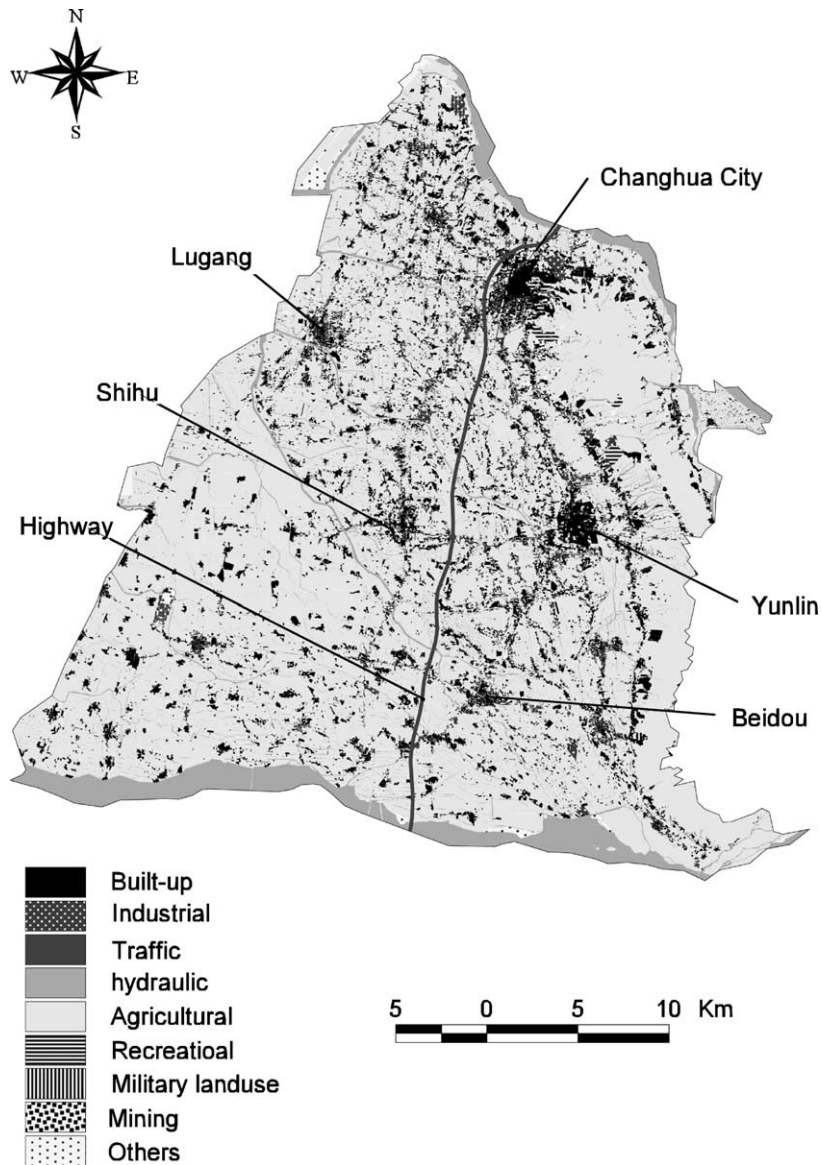 N
W E
S
Changhua City
Lugang
Shihu
Highway
Yunlin
Beidou
Built-up
Industrial
Traffic
hydraulic
Agricultural
Recreatioal
Military landuse
Mining
Others
5 0 5 10 Km